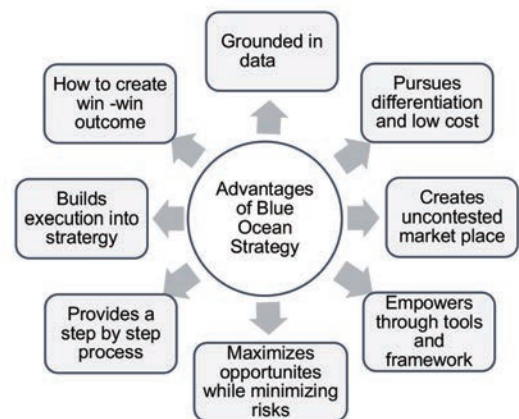 Grounded in
data
Pursues
differentiation
and low cost
Creates
uncontested
market place
Empowers
through tools
and
framework
Maximizes
opportunites
while minimizing
risks
Provides a
step by step
process
Builds
execution into
stratergy
How to create
win -win
outcome
Advantages
of Blue
Ocean
Strategy